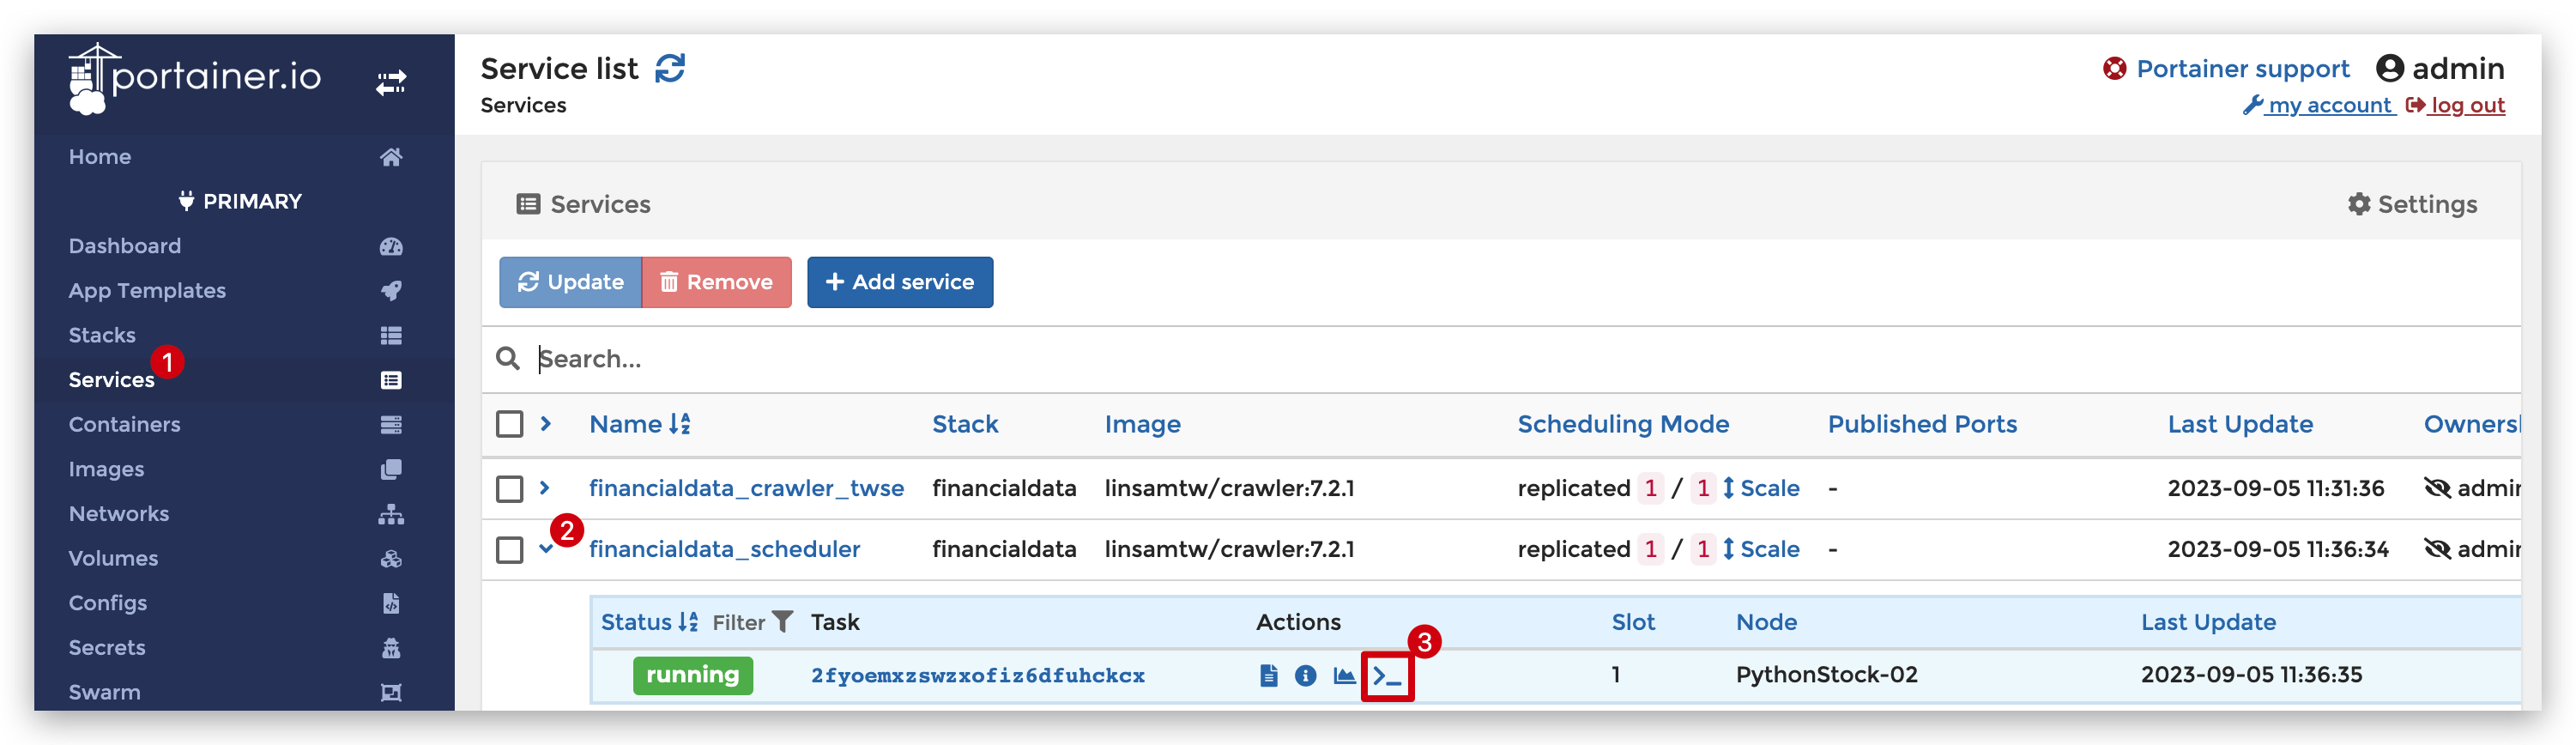 portainer.io
Home
PRIMARY
Dashboard
App Templates
Stacks
1
Services
Containers
Images
Networks
Volumes
Configs
Secrets
Swarm
Service list
Services
Portainer support admin
my account log out
Services Settings
Update Remove + Add service
Search...
Name Stack Image Scheduling Mode Published Ports Last Update Owners
financialdata_crawler_twse financialdata linsamtw/crawler:7.2.1 replicated 1 / 1 Scale - 2023-09-05 11:31:36 admin
2
financialdata_scheduler financialdata linsamtw/crawler:7.2.1 replicated 1 / 1 Scale - 2023-09-05 11:36:34 admin
Status Filter Task Actions Slot Node Last Update
3
running 2fyoemxzswzxofiz6dfuhckcx >_ 1 PythonStock-02 2023-09-05 11:36:35